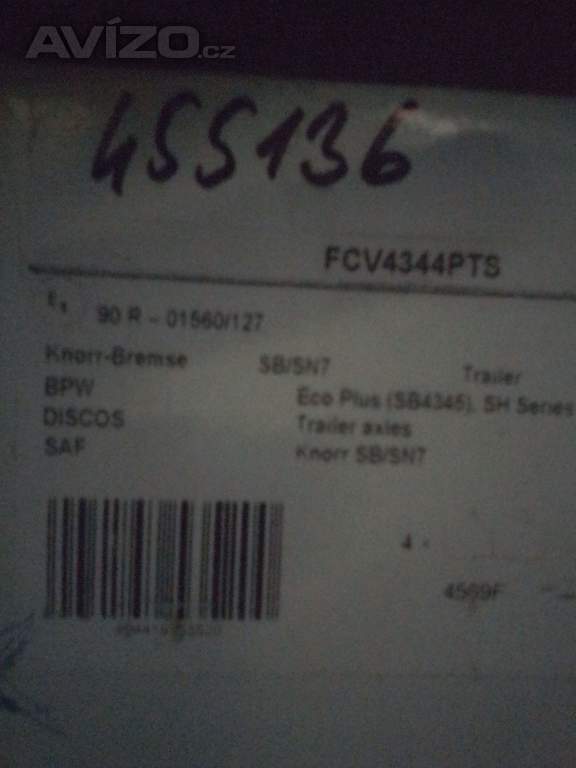 AVÍZO.cz
455136
FCV4344PTS
E1 90 R - 01560/127
Knorr-Bremse SB/SN7 Trailer
BPW Eco Plus (SB4345), SH Series
DISCOS Trailer axles
SAF Knorr SB/SN7
4
4569F